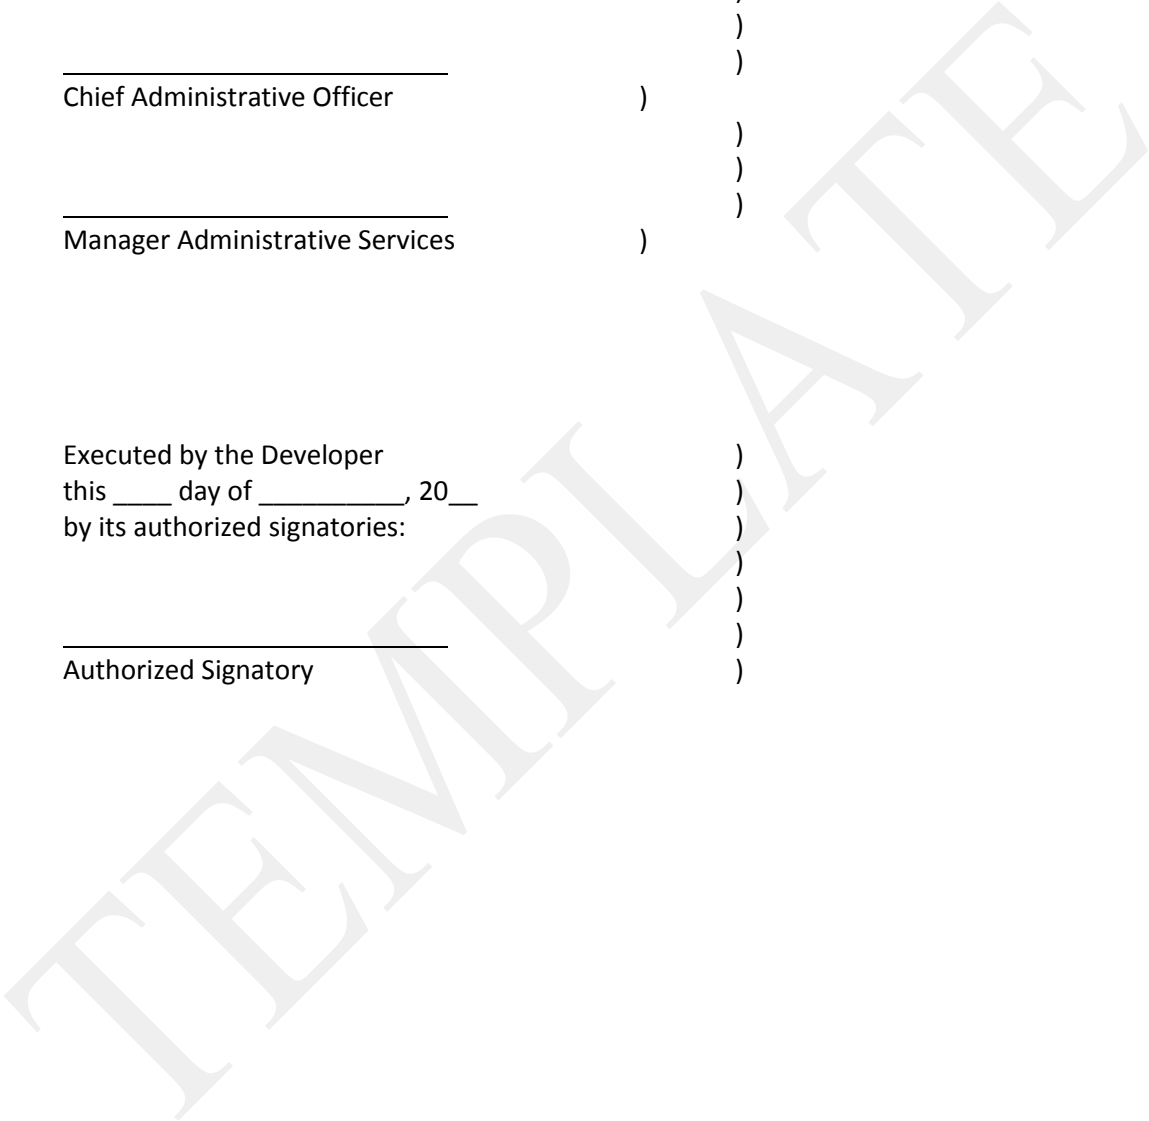 )
)
)
Chief Administrative Officer )
)
)
)
Manager Administrative Services )
Executed by the Developer )
this ____ day of __________, 20__ )
by its authorized signatories: )
)
)
)
Authorized Signatory )
TEMPLATE